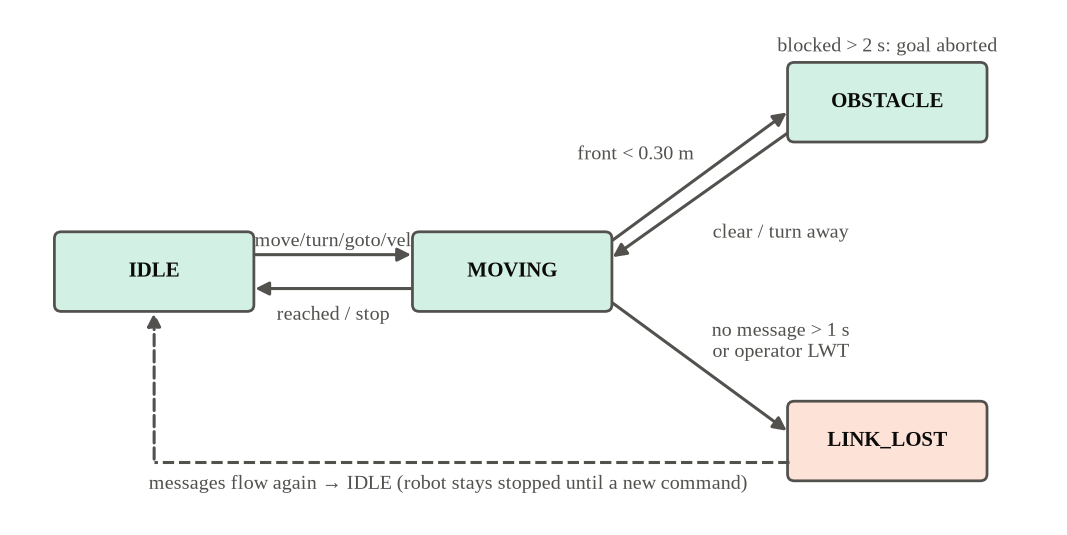 blocked > 2 s: goal aborted
OBSTACLE
front < 0.30 m
clear / turn away
move/turn/goto/vel
IDLE
MOVING
reached / stop
no message > 1 s
or operator LWT
LINK_LOST
messages flow again → IDLE (robot stays stopped until a new command)